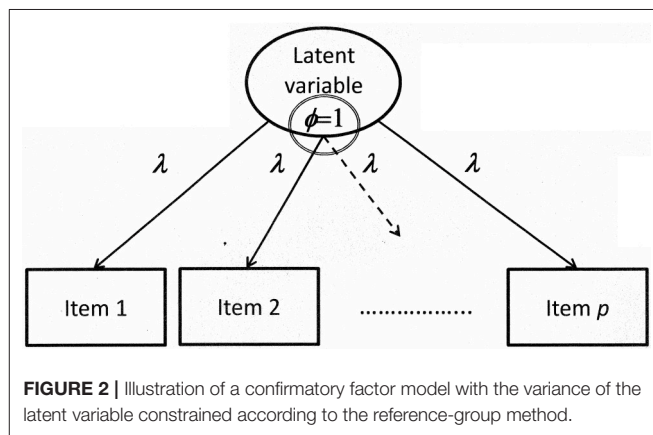 Latent
variable
ϕ=1
λ λ λ λ
Item 1 Item 2 .................. Item p
FIGURE 2 | Illustration of a confirmatory factor model with the variance of the
latent variable constrained according to the reference-group method.